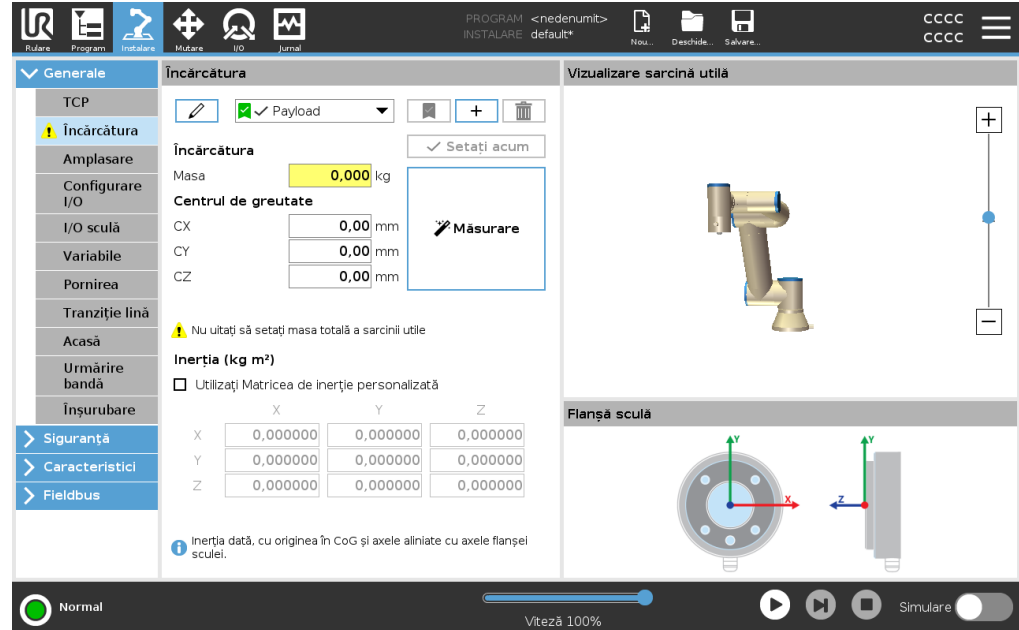 PROGRAM <nedenumit>
INSTALARE default*
cccc
cccc
Rulare Program Instalare Mutare I/O Jurnal Nou... Deschide... Salvare...
Generale
TCP
Încărcătura
Amplasare
Configurare
I/O
I/O sculă
Variabile
Pornirea
Tranziție lină
Acasă
Urmărire
bandă
Înșurubare
Siguranță
Caracteristici
Fieldbus
Încărcătura
Payload
Setați acum
Încărcătura
Masa 0,000 kg
Centrul de greutate
CX 0,00 mm
CY 0,00 mm
CZ 0,00 mm
Măsurare
Nu uitați să setați masa totală a sarcinii utile
Inerția (kg m²)
Utilizați Matricea de inerție personalizată
X Y Z
X 0,000000 0,000000 0,000000
Y 0,000000 0,000000 0,000000
Z 0,000000 0,000000 0,000000
Inerția dată, cu originea în CoG și axele aliniate cu axele flanșei
sculei.
Vizualizare sarcină utilă
Flanșă sculă
Y Y
X Z
Normal
Viteză 100%
Simulare